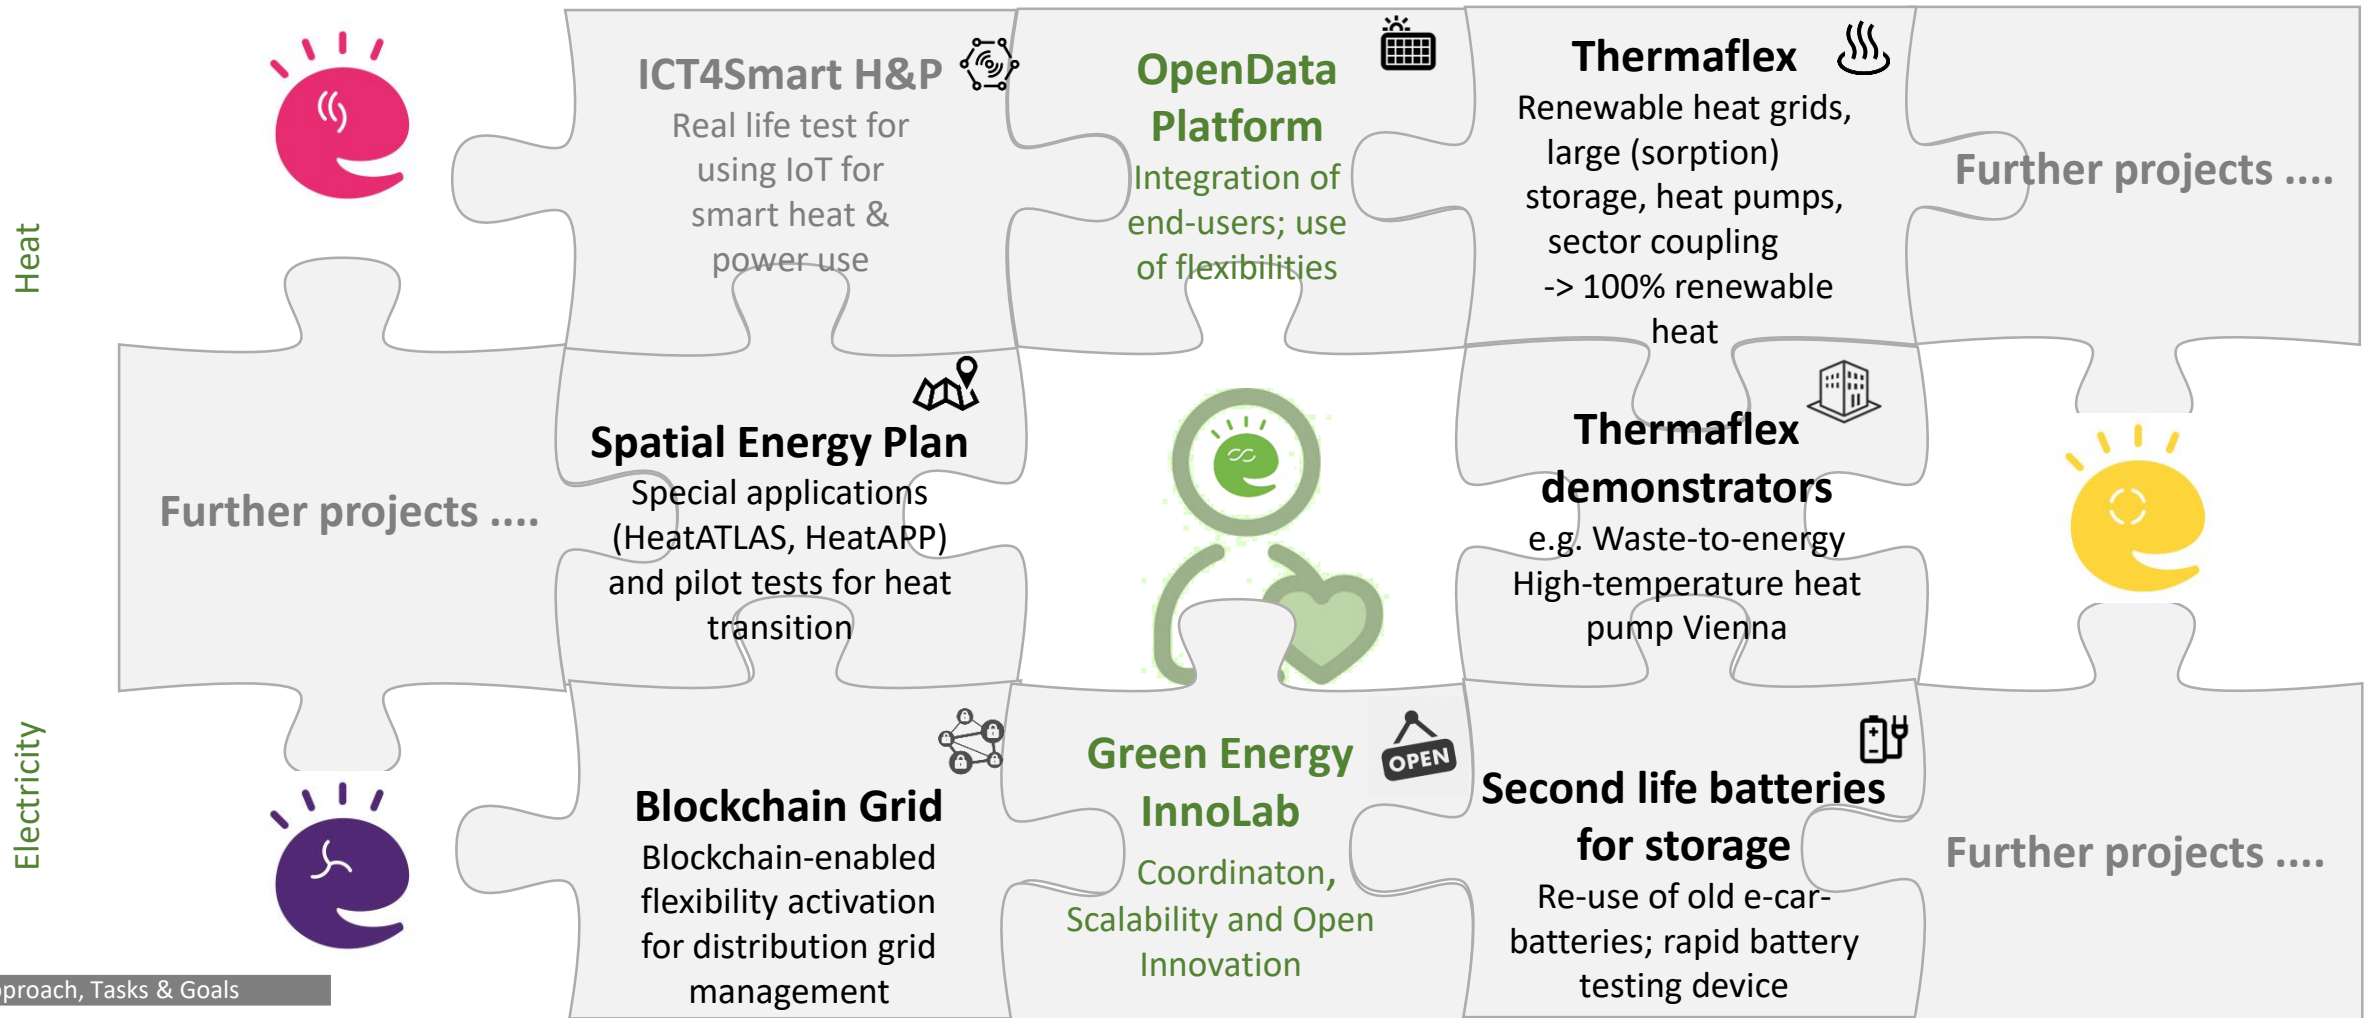 Heat
ICT4Smart H&P
Real life test for
using IoT for
smart heat &
power use
OpenData
Platform
Integration of
end-users; use
of flexibilities
Thermaflex
Renewable heat grids,
large (sorption)
storage, heat pumps,
sector coupling
-> 100% renewable
heat
Further projects ....
Further projects ....
Spatial Energy Plan
Special applications
(HeatATLAS, HeatAPP)
and pilot tests for heat
transition
Thermaflex
demonstrators
e.g. Waste-to-energy
High-temperature heat
pump Vienna
Electricity
Blockchain Grid
Blockchain-enabled
flexibility activation
for distribution grid
management
Green Energy
InnoLab
OPEN
Coordinaton,
Scalability and Open
Innovation
Second life batteries
for storage
Re-use of old e-car-
batteries; rapid battery
testing device
Further projects ....
proach, Tasks & Goals